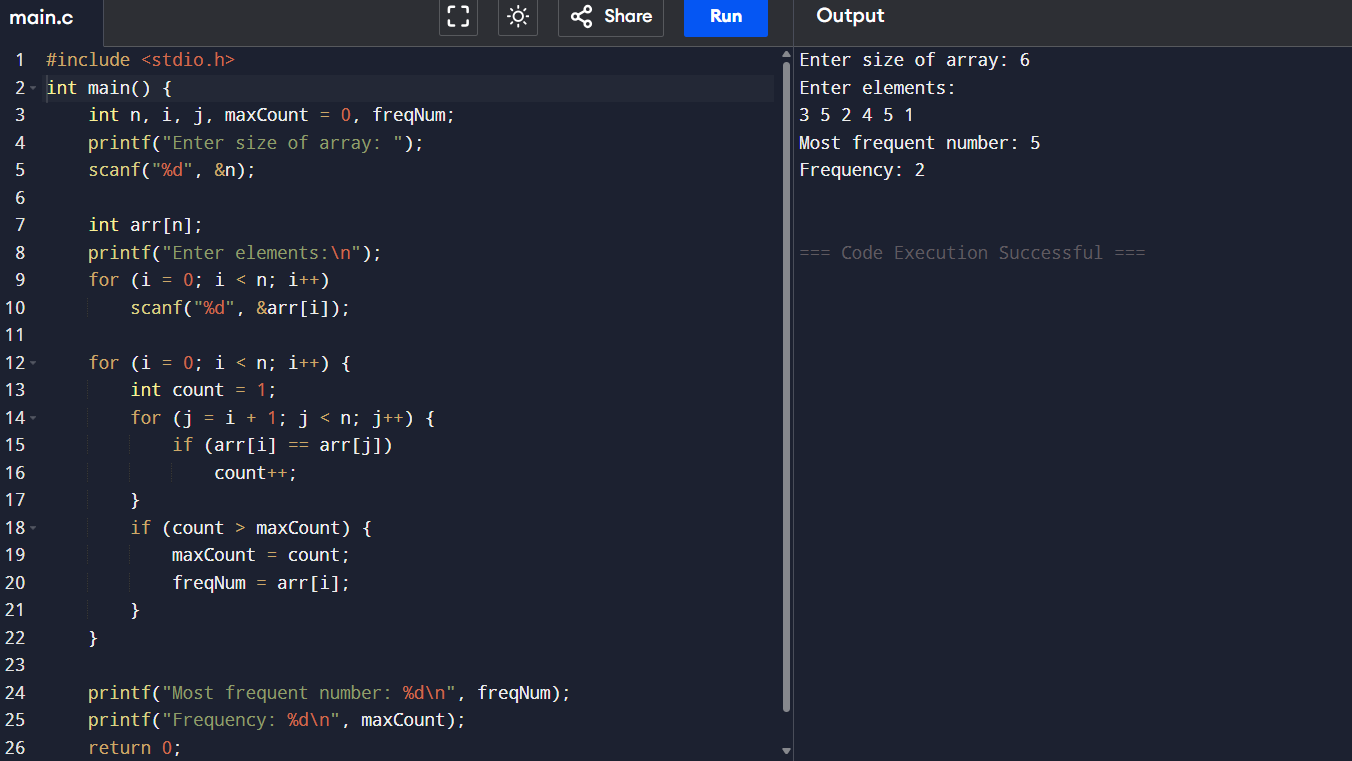 main.c
Share
Run
Output
1 #include <stdio.h>
2 int main() {
3     int n, i, j, maxCount = 0, freqNum;
4     printf("Enter size of array: ");
5     scanf("%d", &n);
6
7     int arr[n];
8     printf("Enter elements:\n");
9     for (i = 0; i < n; i++)
10         scanf("%d", &arr[i]);
11
12     for (i = 0; i < n; i++) {
13         int count = 1;
14         for (j = i + 1; j < n; j++) {
15             if (arr[i] == arr[j])
16                 count++;
17         }
18         if (count > maxCount) {
19             maxCount = count;
20             freqNum = arr[i];
21         }
22     }
23
24     printf("Most frequent number: %d\n", freqNum);
25     printf("Frequency: %d\n", maxCount);
26     return 0;
Enter size of array: 6
Enter elements:
3 5 2 4 5 1
Most frequent number: 5
Frequency: 2
=== Code Execution Successful ===